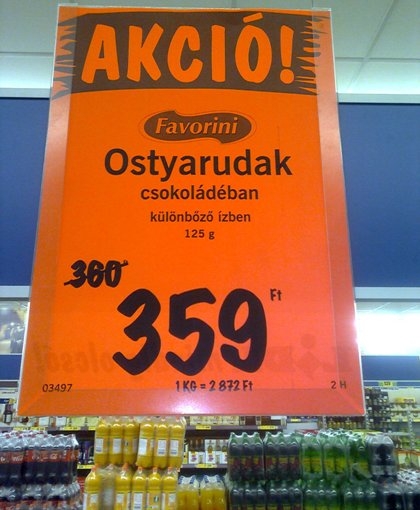 AKCIÓ!
Favorini
Ostyarudak
csokoládéban
különböző ízben
125 g
360
359 Ft
03497
1 KG = 2 872 Ft
2 H